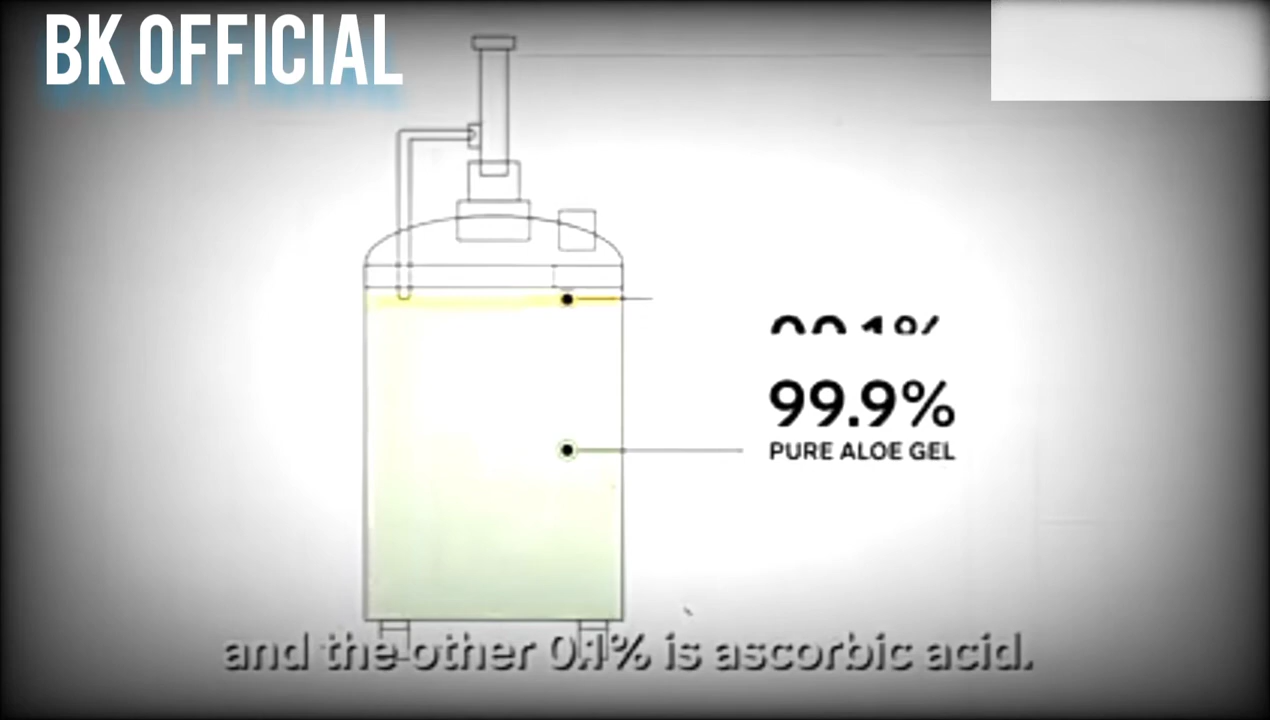 BK OFFICIAL
99.9%
PURE ALOE GEL
and the other 0.1% is ascorbic acid.